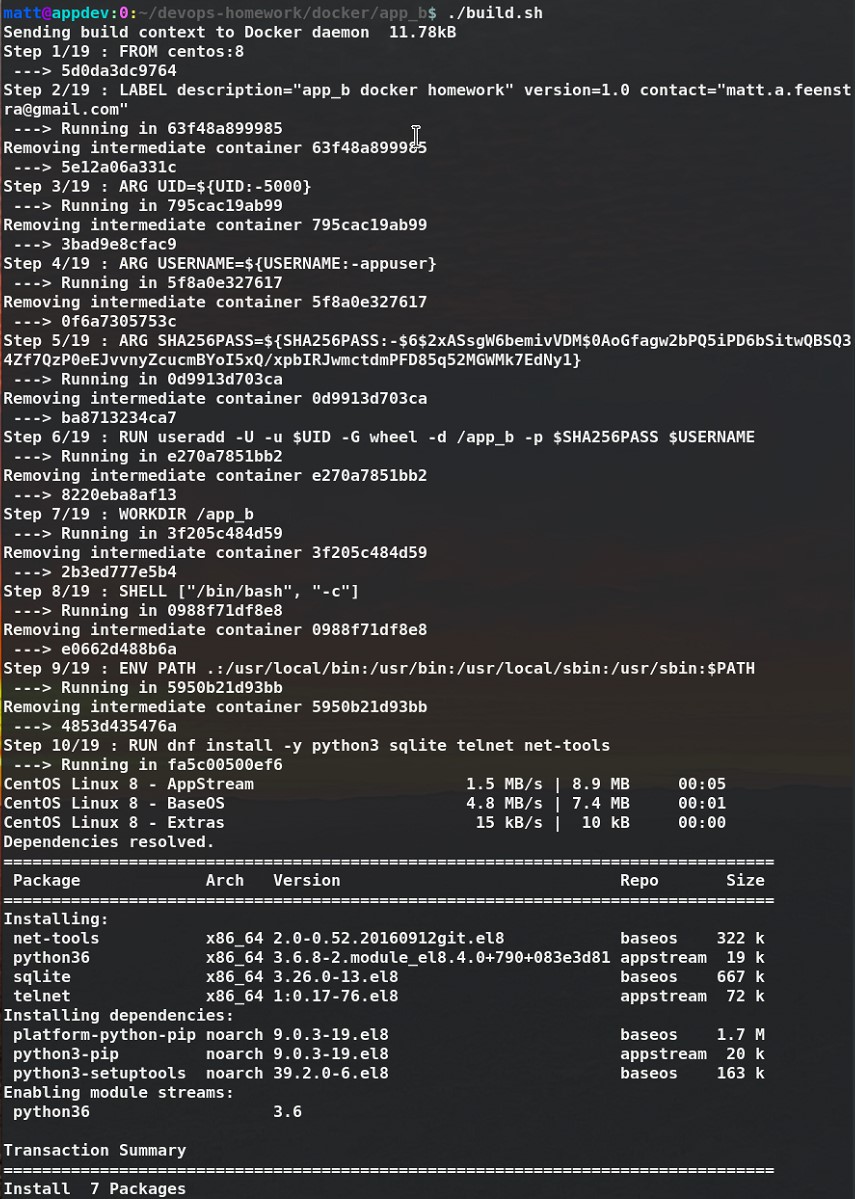 matt@appdev:0:~/devops-homework/docker/app_b$ ./build.sh
Sending build context to Docker daemon  11.78kB
Step 1/19 : FROM centos:8
 ---> 5d0da3dc9764
Step 2/19 : LABEL description="app_b docker homework" version=1.0 contact="matt.a.feenst
ra@gmail.com"
 ---> Running in 63f48a899985
Removing intermediate container 63f48a899985
 ---> 5e12a06a331c
Step 3/19 : ARG UID=${UID:-5000}
 ---> Running in 795cac19ab99
Removing intermediate container 795cac19ab99
 ---> 3bad9e8cfac9
Step 4/19 : ARG USERNAME=${USERNAME:-appuser}
 ---> Running in 5f8a0e327617
Removing intermediate container 5f8a0e327617
 ---> 0f6a7305753c
Step 5/19 : ARG SHA256PASS=${SHA256PASS:-$6$2xASsgW6bemivVDM$0AoGfagw2bPQ5iPD6bSitwQBSQ3
4Zf7QzP0eEJvvnyZcucmBYoI5xQ/xpbIRJwmctdmPFD85q52MGWMk7EdNy1}
 ---> Running in 0d9913d703ca
Removing intermediate container 0d9913d703ca
 ---> ba8713234ca7
Step 6/19 : RUN useradd -U -u $UID -G wheel -d /app_b -p $SHA256PASS $USERNAME
 ---> Running in e270a7851bb2
Removing intermediate container e270a7851bb2
 ---> 8220eba8af13
Step 7/19 : WORKDIR /app_b
 ---> Running in 3f205c484d59
Removing intermediate container 3f205c484d59
 ---> 2b3ed777e5b4
Step 8/19 : SHELL ["/bin/bash", "-c"]
 ---> Running in 0988f71df8e8
Removing intermediate container 0988f71df8e8
 ---> e0662d488b6a
Step 9/19 : ENV PATH .:/usr/local/bin:/usr/bin:/usr/local/sbin:/usr/sbin:$PATH
 ---> Running in 5950b21d93bb
Removing intermediate container 5950b21d93bb
 ---> 4853d435476a
Step 10/19 : RUN dnf install -y python3 sqlite telnet net-tools
 ---> Running in fa5c00500ef6
CentOS Linux 8 - AppStream                      1.5 MB/s | 8.9 MB     00:05
CentOS Linux 8 - BaseOS                         4.8 MB/s | 7.4 MB     00:01
CentOS Linux 8 - Extras                          15 kB/s |  10 kB     00:00
Dependencies resolved.
================================================================================
 Package             Arch   Version                             Repo       Size
================================================================================
Installing:
 net-tools           x86_64 2.0-0.52.20160912git.el8            baseos    322 k
 python36            x86_64 3.6.8-2.module_el8.4.0+790+083e3d81 appstream  19 k
 sqlite              x86_64 3.26.0-13.el8                       baseos    667 k
 telnet              x86_64 1:0.17-76.el8                       appstream  72 k
Installing dependencies:
 platform-python-pip noarch 9.0.3-19.el8                        baseos    1.7 M
 python3-pip         noarch 9.0.3-19.el8                        appstream  20 k
 python3-setuptools  noarch 39.2.0-6.el8                        baseos    163 k
Enabling module streams:
 python36                   3.6

Transaction Summary
================================================================================
Install  7 Packages